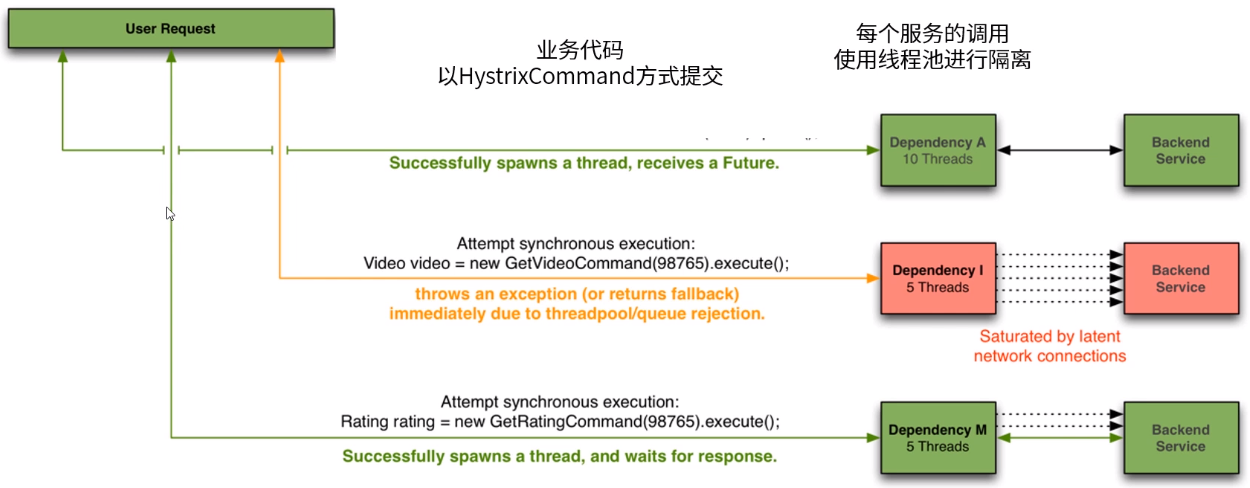 User Request
业务代码
以HystrixCommand方式提交
每个服务的调用
使用线程池进行隔离
Successfully spawns a thread, receives a Future.
Dependency A
10 Threads
Backend
Service
Attempt synchronous execution:
Video video = new GetVideoCommand(98765).execute();
throws an exception (or returns fallback)
immediately due to threadpool/queue rejection.
Dependency I
5 Threads
Backend
Service
Saturated by latent
network connections
Attempt synchronous execution:
Rating rating = new GetRatingCommand(98765).execute();
Successfully spawns a thread, and waits for response.
Dependency M
5 Threads
Backend
Service